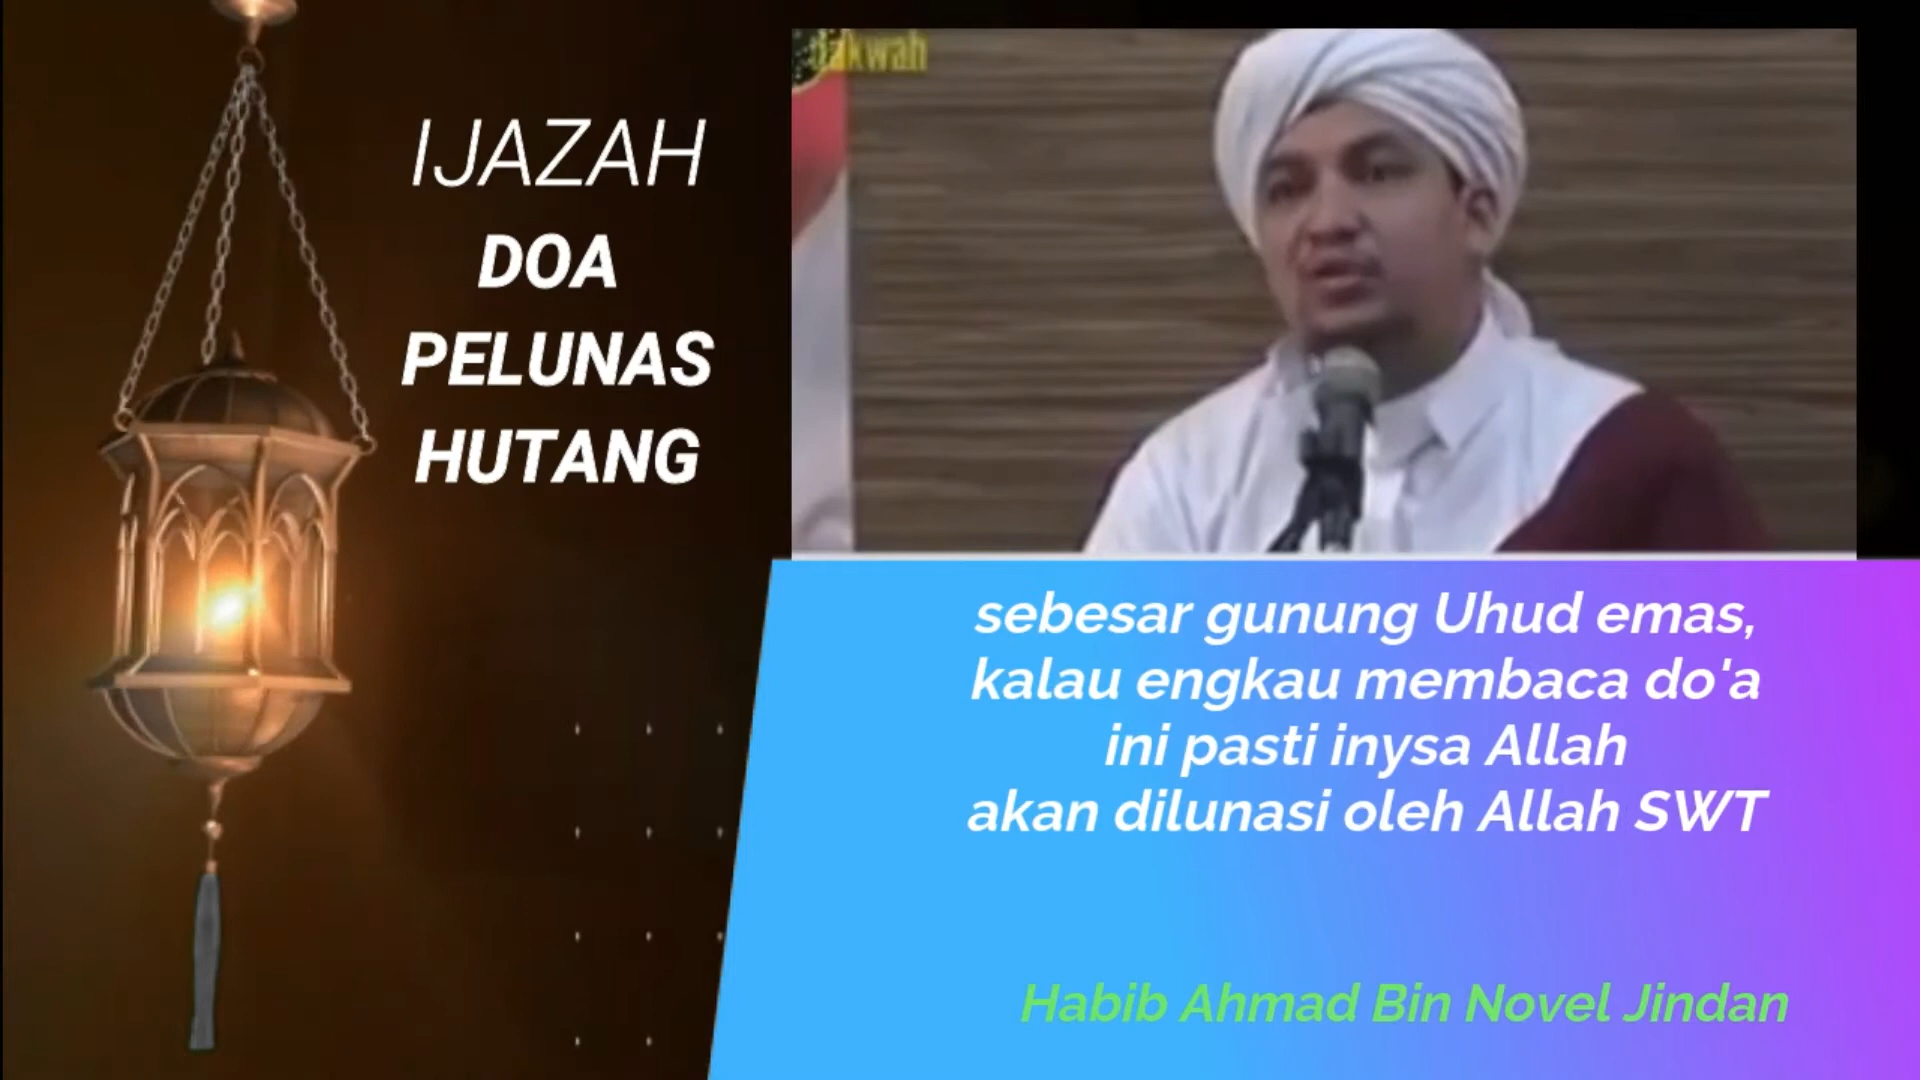 IJAZAH
DOA
PELUNAS
HUTANG
dakwah
sebesar gunung Uhud emas,
kalau engkau membaca do'a
ini pasti inysa Allah
akan dilunasi oleh Allah SWT
Habib Ahmad Bin Novel Jindan